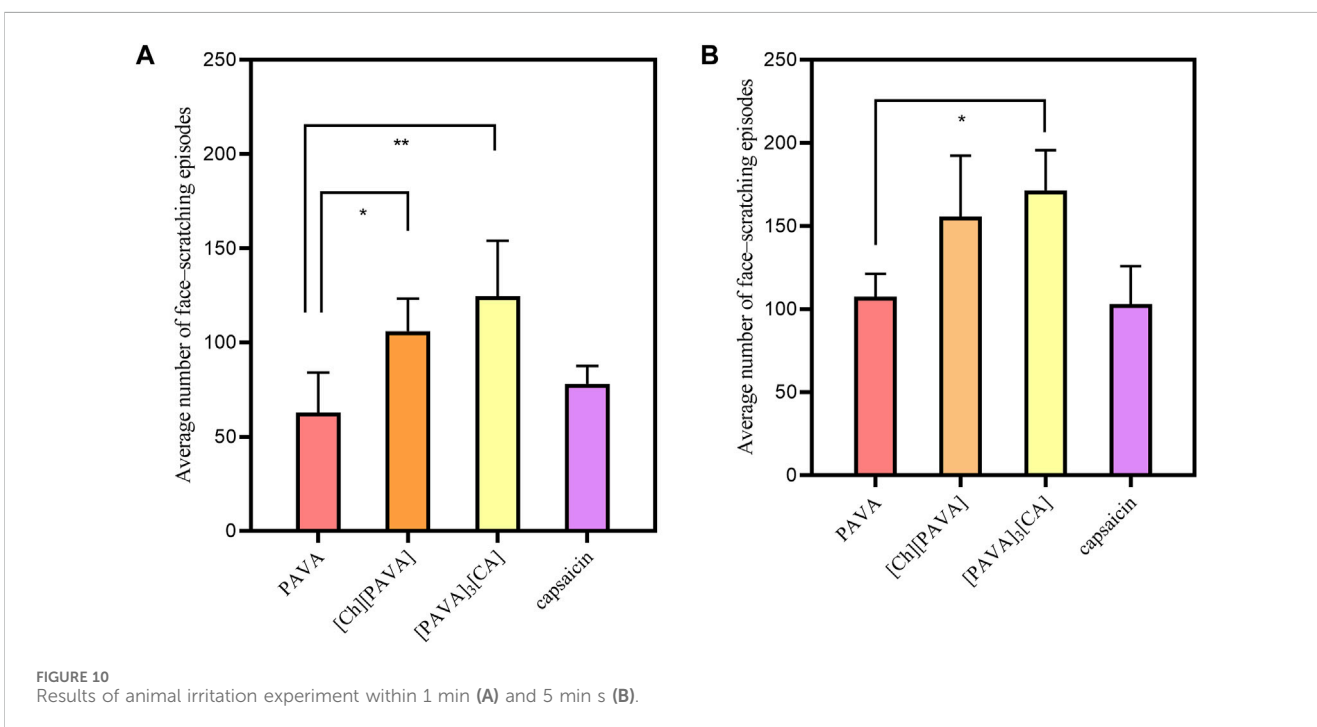 A
Average number of face–scratching episodes
250
200
150
100
50
0
**
*
PAVA
[Ch][PAVA]
[PAVA]₃[CA]
capsaicin
B
Average number of face–scratching episodes
250
200
150
100
50
0
*
PAVA
[Ch][PAVA]
[PAVA]₃[CA]
capsaicin
FIGURE 10
Results of animal irritation experiment within 1 min (A) and 5 min s (B).